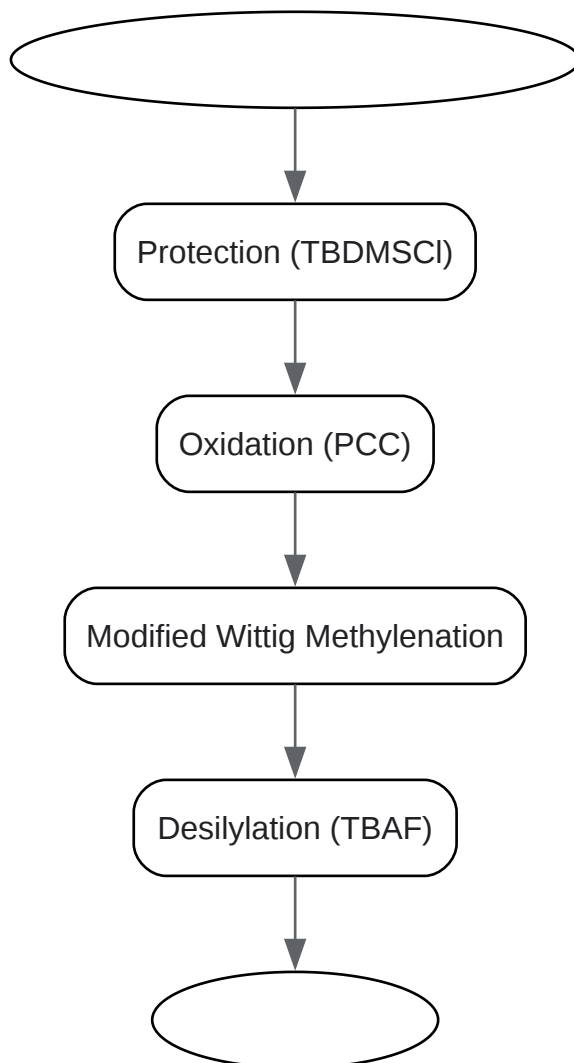 Protection (TBDMSCl)
Oxidation (PCC)
Modified Wittig Methylenation
Desilylation (TBAF)